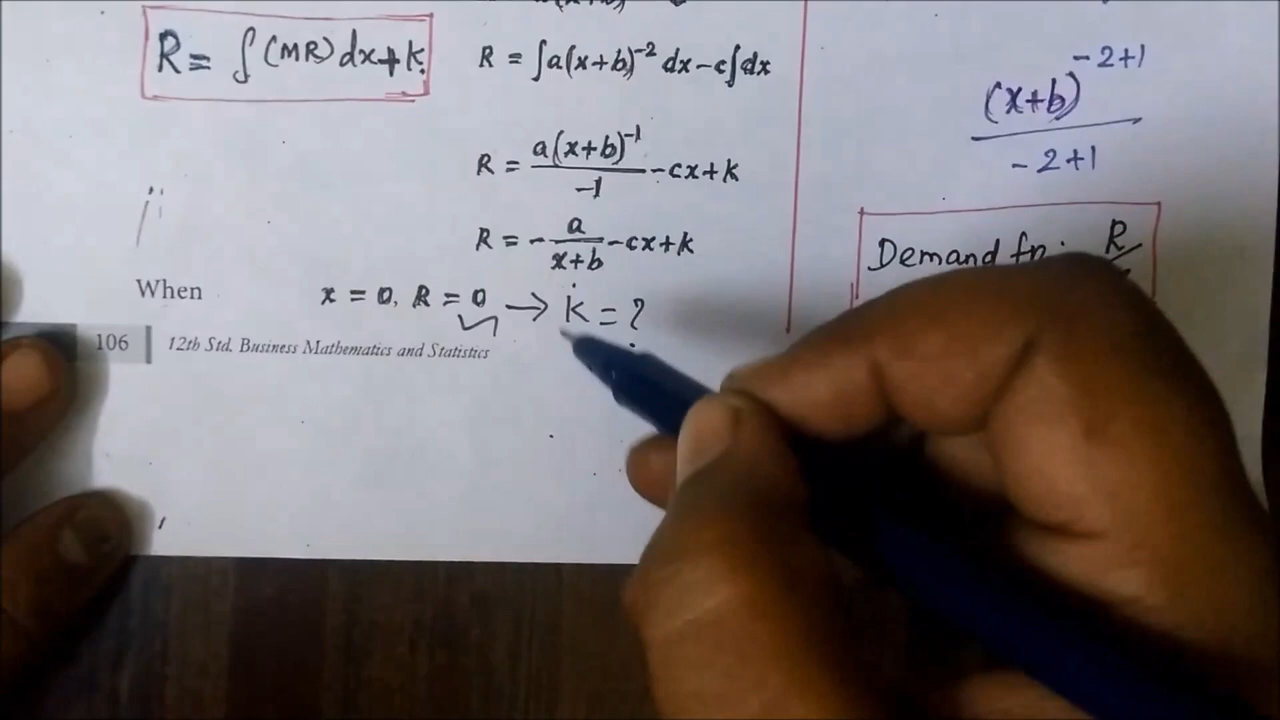 R = ∫(MR) dx + k
R = ∫a(x+b)⁻² dx − c∫dx
R = a(x+b)⁻¹/−1 − cx + k
R = − a/x+b − cx + k
When x = 0, R = 0 → k = ?
106 12th Std. Business Mathematics and Statistics
(x+b)⁻²⁺¹
−2+1
Demand fn: R/